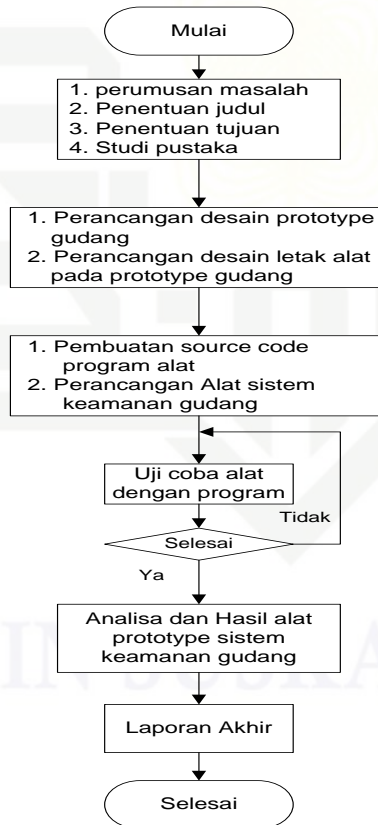 Mulai
1. perumusan masalah
2. Penentuan judul
3. Penentuan tujuan
4. Studi pustaka
1. Perancangan desain prototype
gudang
2. Perancangan desain letak alat
pada prototype gudang
1. Pembuatan source code
program alat
2. Perancangan Alat sistem
keamanan gudang
Uji coba alat
dengan program
Tidak
Selesai
Ya
Analisa dan Hasil alat
prototype sistem
keamanan gudang
IN SUSKA
Laporan Akhir
Selesai